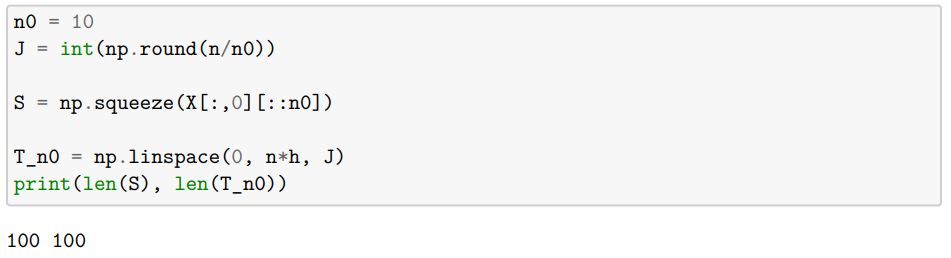 n0 = 10
J = int(np.round(n/n0))
S = np.squeeze(X[:,0][::n0])
T_n0 = np.linspace(0, n*h, J)
print(len(S), len(T_n0))
100 100